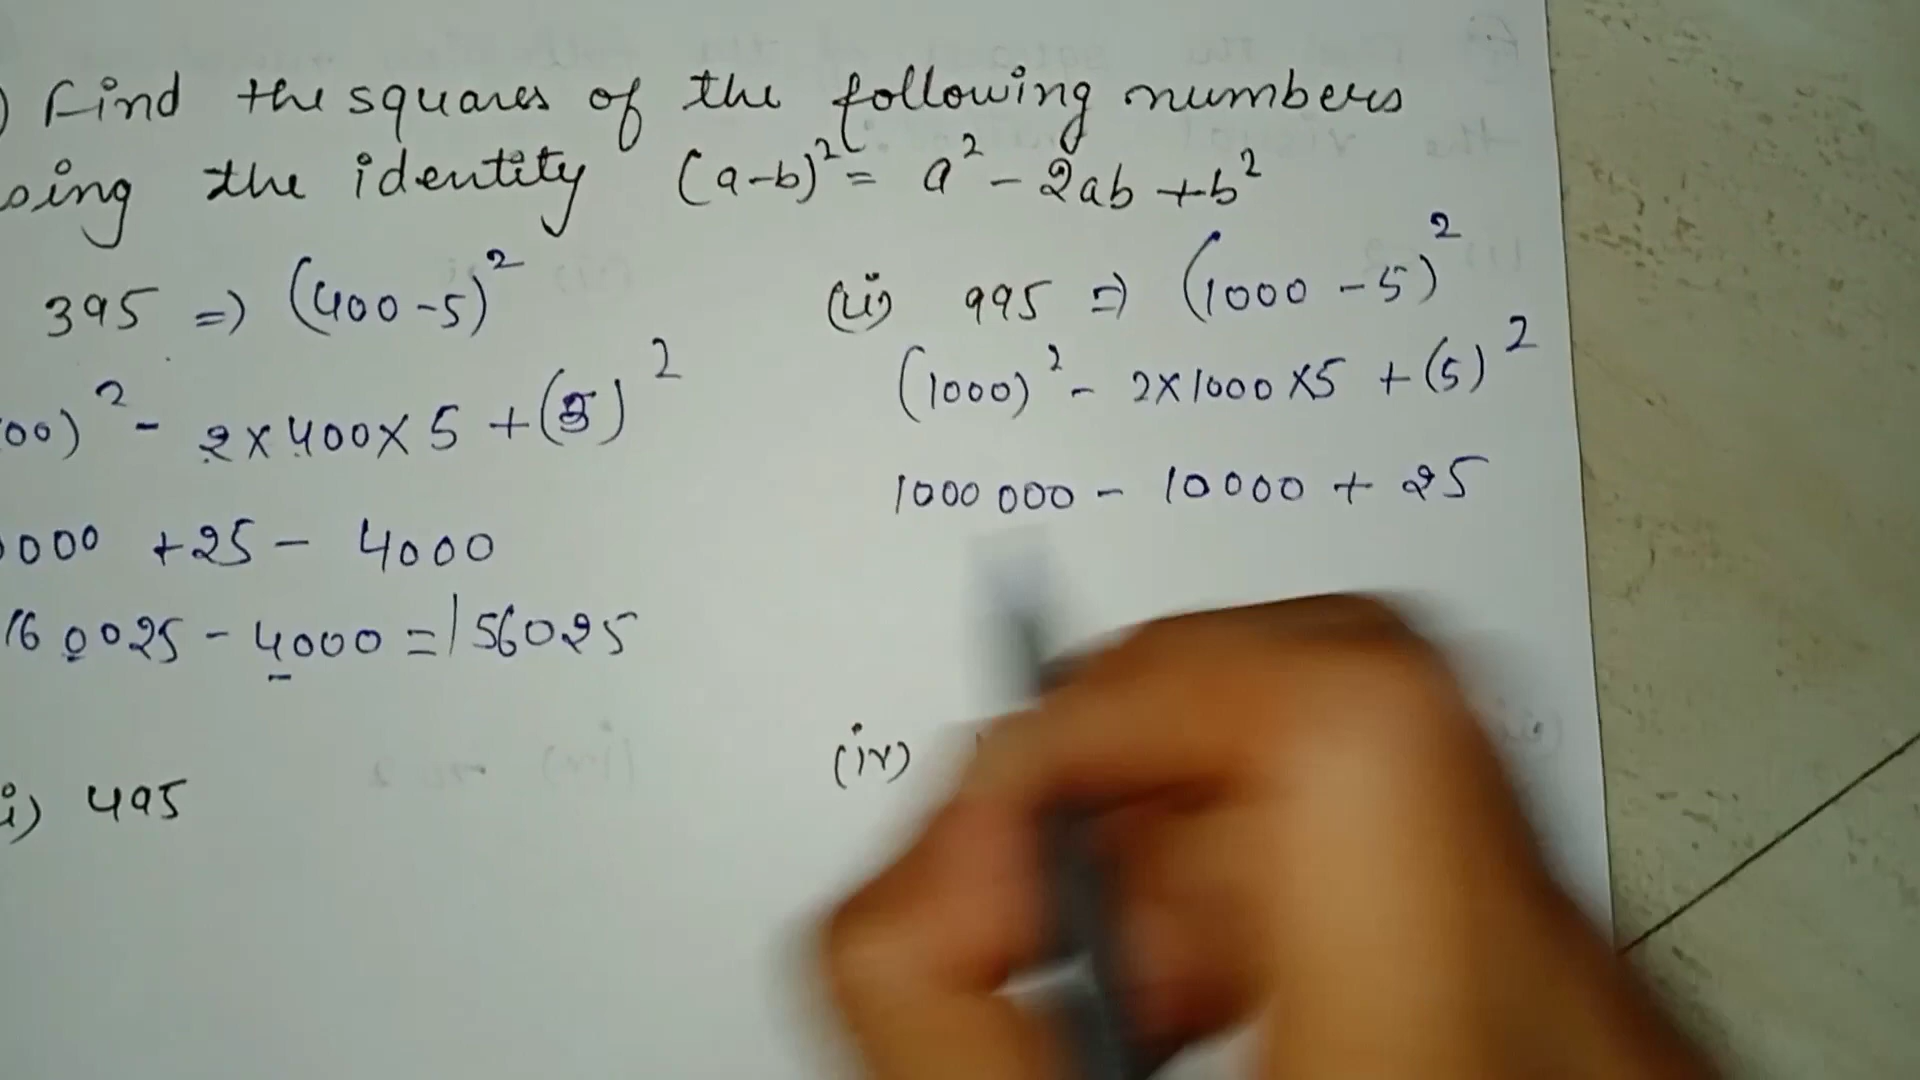 ) Find the squares of the following numbers
sing the identity (a-b)² = a² - 2ab + b²
395 => (400-5)²
00)² - 2×400×5 + (5)²
000 +25 - 4000
160025 - 4000 = 156025
i) 495
(ii) 995 => (1000 - 5)²
(1000)² - 2×1000×5 + (5)²
1000000 - 10000 + 25
(iv)